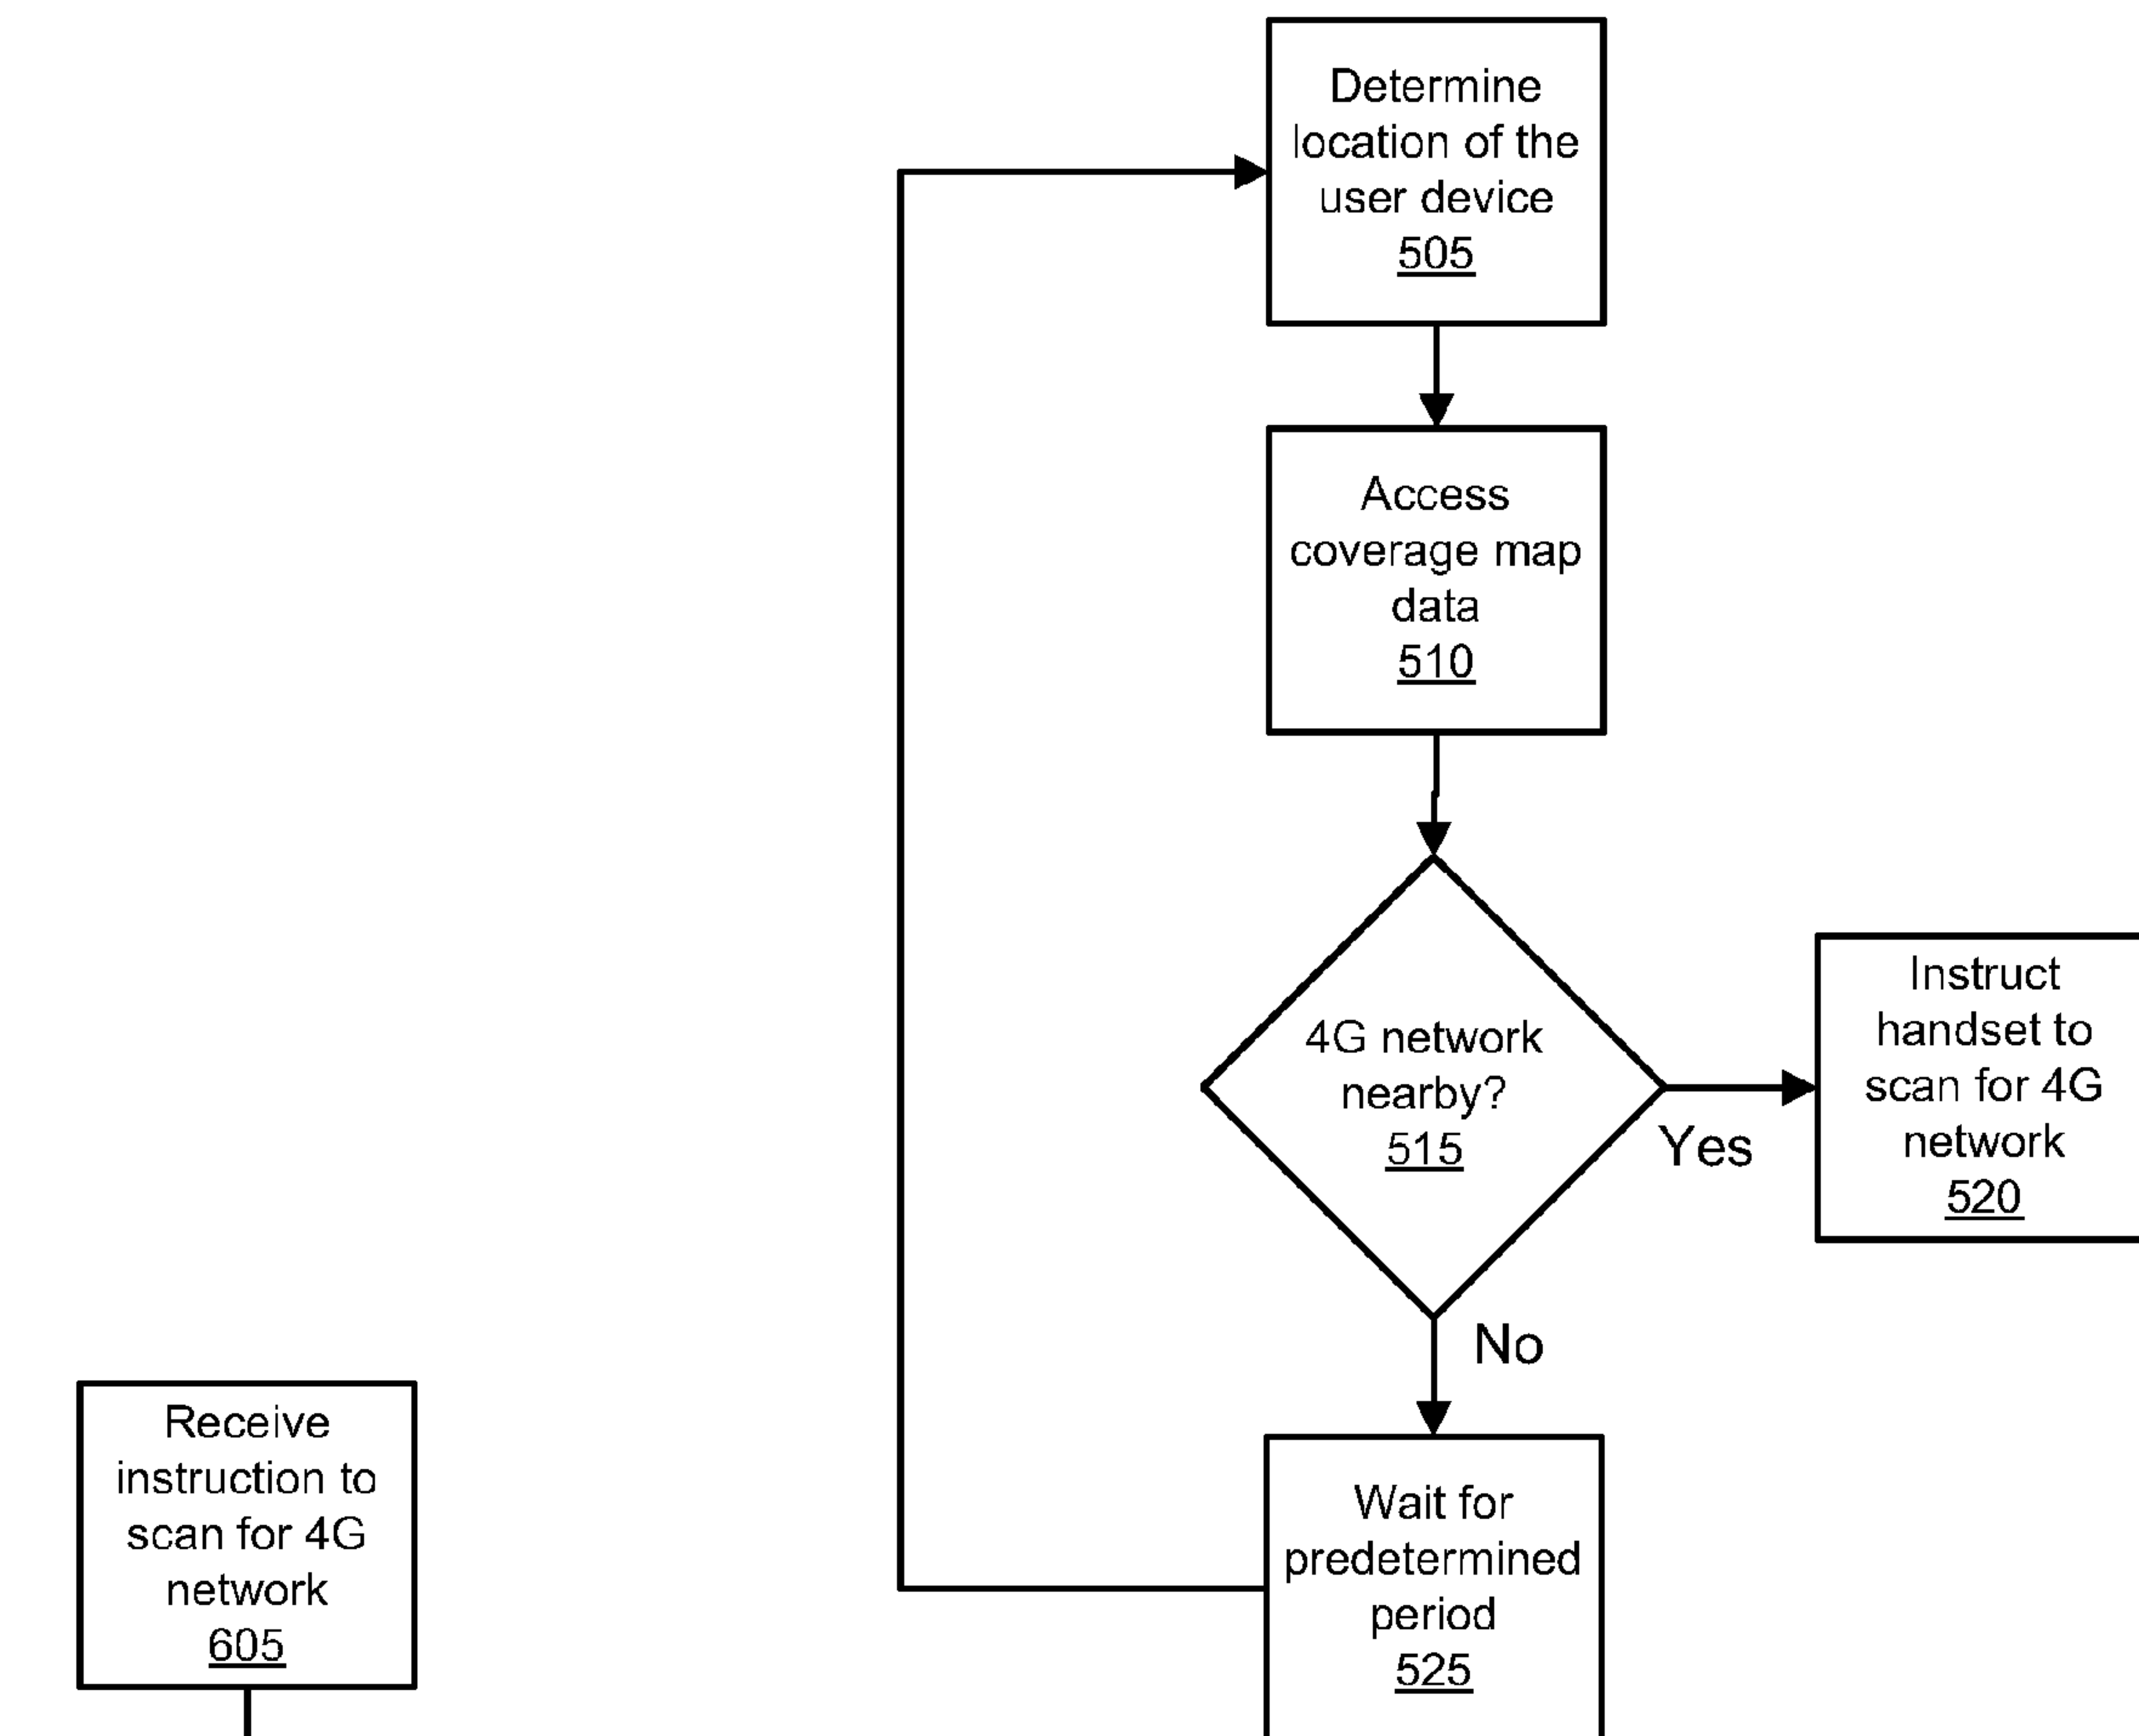 Determine
location of the
user device
505
Access
coverage map
data
510
4G network
nearby?
515
Yes
Instruct
handset to
scan for 4G
network
520
No
Wait for
predetermined
period
525
Receive
instruction to
scan for 4G
network
605